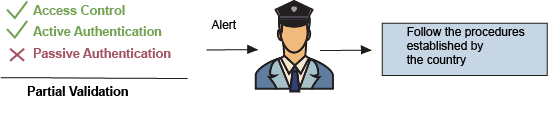 Access Control
Active Authentication
Passive Authentication
Partial Validation
Alert
Follow the procedures
established by
the country